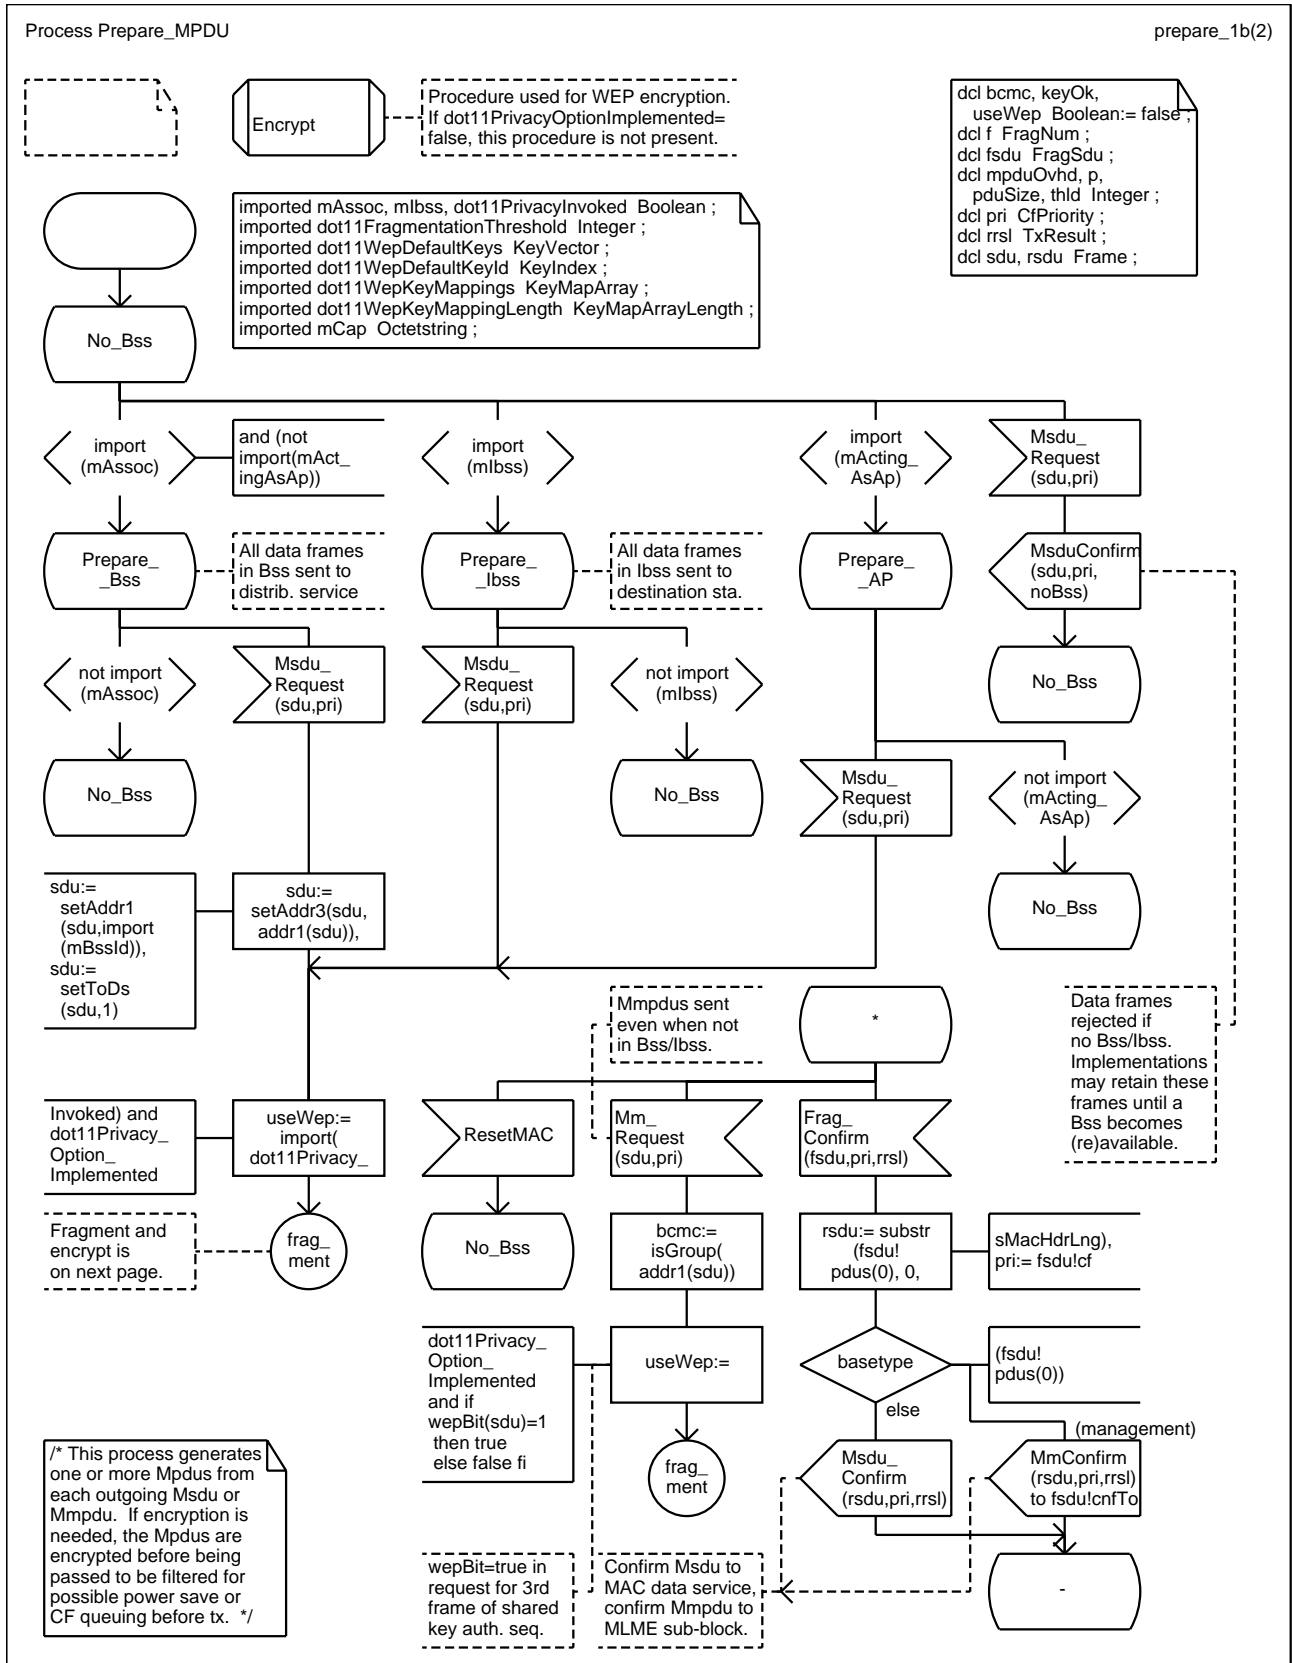 Process Prepare_MPDU
prepare_1b(2)
Encrypt
Procedure used for WEP encryption.
If dot11PrivacyOptionImplemented=
false, this procedure is not present.
dcl bcmc, keyOk,
useWep Boolean:= false ;
dcl f FragNum ;
dcl fsdu FragSdu ;
dcl mpduOvhd, p,
pduSize, thld Integer ;
dcl pri CfPriority ;
dcl rrsl TxResult ;
dcl sdu, rsdu Frame ;
imported mAssoc, mIbss, dot11PrivacyInvoked Boolean ;
imported dot11FragmentationThreshold Integer ;
imported dot11WepDefaultKeys KeyVector ;
imported dot11WepDefaultKeyId KeyIndex ;
imported dot11WepKeyMappings KeyMapArray ;
imported dot11WepKeyMappingLength KeyMapArrayLength ;
imported mCap Octetstring ;
No_Bss
import
(mAssoc)
and (not
import(mAct_
ingAsAp))
import
(mIbss)
import
(mActing_
AsAp)
Msdu_
Request
(sdu,pri)
Prepare_
_Bss
All data frames
in Bss sent to
distrib. service
Prepare_
_Ibss
All data frames
in Ibss sent to
destination sta.
Prepare_
_AP
MsduConfirm
(sdu,pri,
noBss)
not import
(mAssoc)
Msdu_
Request
(sdu,pri)
Msdu_
Request
(sdu,pri)
not import
(mIbss)
No_Bss
No_Bss
No_Bss
Msdu_
Request
(sdu,pri)
not import
(mActing_
AsAp)
sdu:=
setAddr1
(sdu,import
(mBssId)),
sdu:=
setToDs
(sdu,1)
sdu:=
setAddr3(sdu,
addr1(sdu)),
No_Bss
Mmpdus sent
even when not
in Bss/Ibss.
*
Data frames
rejected if
no Bss/Ibss.
Implementations
may retain these
frames until a
Bss becomes
(re)available.
Invoked) and
dot11Privacy_
Option_
Implemented
useWep:=
import(
dot11Privacy_
ResetMAC
Mm_
Request
(sdu,pri)
Frag_
Confirm
(fsdu,pri,rrsl)
Fragment and
encrypt is
on next page.
frag_
ment
No_Bss
bcmc:=
isGroup(
addr1(sdu))
rsdu:= substr
(fsdu!
pdus(0), 0,
sMacHdrLng),
pri:= fsdu!cf
dot11Privacy_
Option_
Implemented
and if
wepBit(sdu)=1
then true
else false fi
useWep:=
basetype
(fsdu!
pdus(0))
else
(management)
/* This process generates
one or more Mpdus from
each outgoing Msdu or
Mmpdu. If encryption is
needed, the Mpdus are
encrypted before being
passed to be filtered for
possible power save or
CF queuing before tx. */
frag_
ment
Msdu_
Confirm
(rsdu,pri,rrsl)
MmConfirm
(rsdu,pri,rrsl)
to fsdu!cnfTo
wepBit=true in
request for 3rd
frame of shared
key auth. seq.
Confirm Msdu to
MAC data service,
confirm Mmpdu to
MLME sub-block.
-